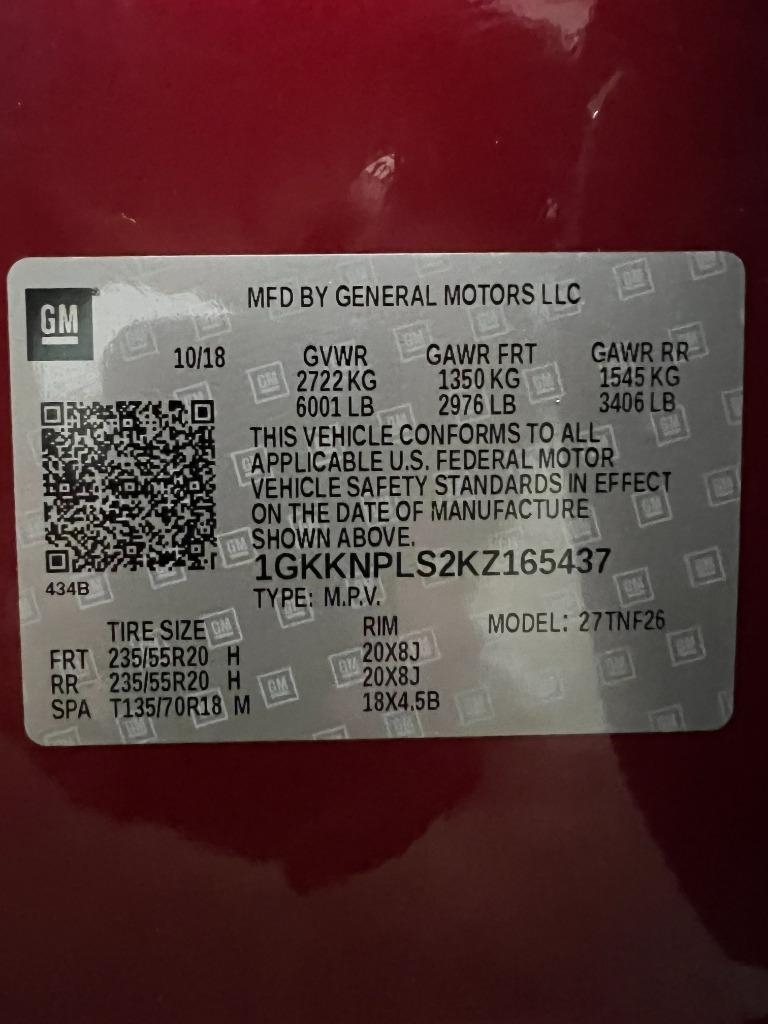 GM
MFD BY GENERAL MOTORS LLC
10/18 GVWR GAWR FRT GAWR RR
2722 KG 1350 KG 1545 KG
6001 LB 2976 LB 3406 LB
THIS VEHICLE CONFORMS TO ALL
APPLICABLE U.S. FEDERAL MOTOR
VEHICLE SAFETY STANDARDS IN EFFECT
ON THE DATE OF MANUFACTURE
SHOWN ABOVE.
1GKKNPLS2KZ165437
434B
TYPE: M.P.V.
TIRE SIZE RIM MODEL: 27TNF26
FRT 235/55R20 H 20X8J
RR 235/55R20 H 20X8J
SPA T135/70R18 M 18X4.5B